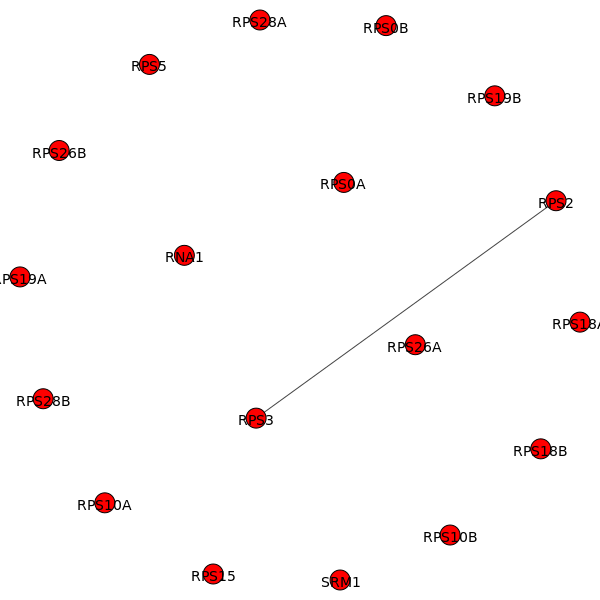 RPS28A
RPS0B
RPS5
RPS19B
RPS26B
RPS0A
RPS2
RNA1
RPS19A
RPS18A
RPS26A
RPS28B
RPS3
RPS18B
RPS10A
RPS10B
RPS15
SRM1